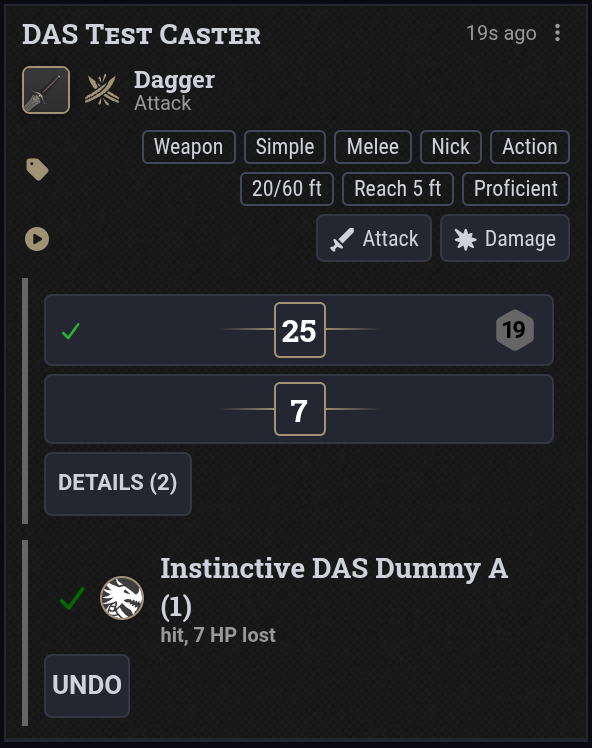 DAS Test Caster
19s ago
Dagger
Attack
Weapon Simple Melee Nick Action
20/60 ft Reach 5 ft Proficient
Attack Damage
25 19
7
DETAILS (2)
Instinctive DAS Dummy A
(1)
hit, 7 HP lost
UNDO